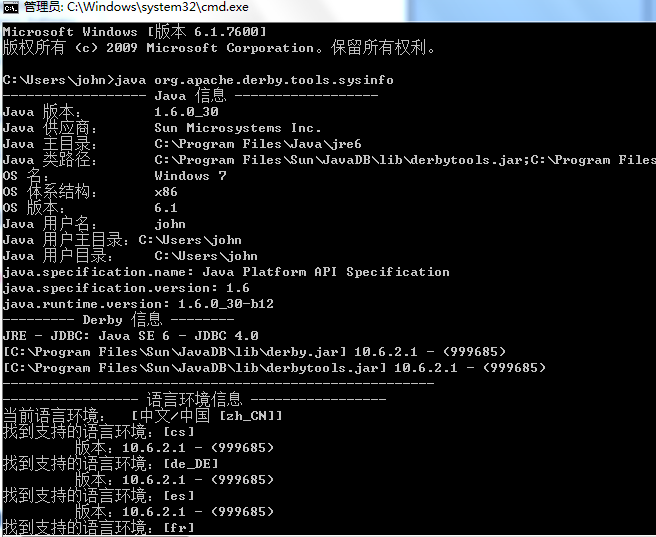 管理员: C:\Windows\system32\cmd.exe
Microsoft Windows [版本 6.1.7600]
版权所有 (c) 2009 Microsoft Corporation。保留所有权利。
C:\Users\john>java org.apache.derby.tools.sysinfo
------------------ Java 信息 ------------------
Java 版本:        1.6.0_30
Java 供应商:      Sun Microsystems Inc.
Java 主目录:      C:\Program Files\Java\jre6
Java 类路径:      C:\Program Files\Sun\JavaDB\lib\derbytools.jar;C:\Program Files
OS 名:            Windows 7
OS 体系结构:      x86
OS 版本:          6.1
Java 用户名:      john
Java 用户主目录: C:\Users\john
Java 用户目录:    C:\Users\john
java.specification.name: Java Platform API Specification
java.specification.version: 1.6
java.runtime.version: 1.6.0_30-b12
--------- Derby 信息 --------
JRE - JDBC: Java SE 6 - JDBC 4.0
[C:\Program Files\Sun\JavaDB\lib\derby.jar] 10.6.2.1 - (999685)
[C:\Program Files\Sun\JavaDB\lib\derbytools.jar] 10.6.2.1 - (999685)
------------------------------------------------------
----------------- 语言环境信息 -----------------
当前语言环境:   [中文/中国 [zh_CN]]
找到支持的语言环境: [cs]
版本: 10.6.2.1 - (999685)
找到支持的语言环境: [de_DE]
版本: 10.6.2.1 - (999685)
找到支持的语言环境: [es]
版本: 10.6.2.1 - (999685)
找到支持的语言环境: [fr]